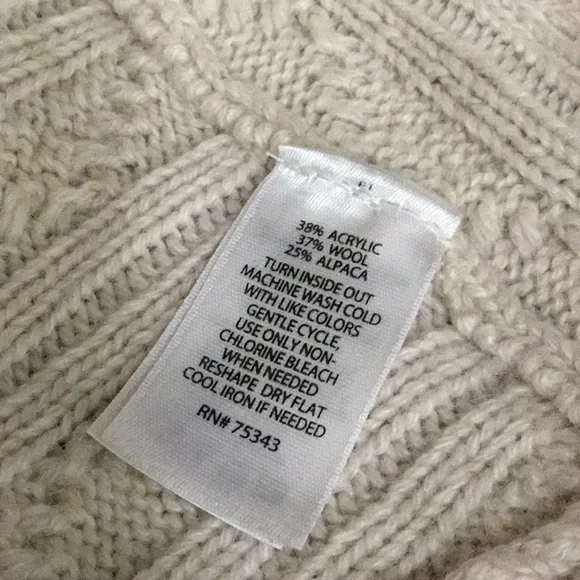 38% ACRYLIC
37% WOOL
25% ALPACA
TURN INSIDE OUT
MACHINE WASH COLD
WITH LIKE COLORS
GENTLE CYCLE.
USE ONLY NON-
CHLORINE BLEACH
WHEN NEEDED
RESHAPE DRY FLAT
COOL IRON IF NEEDED
RN# 75343